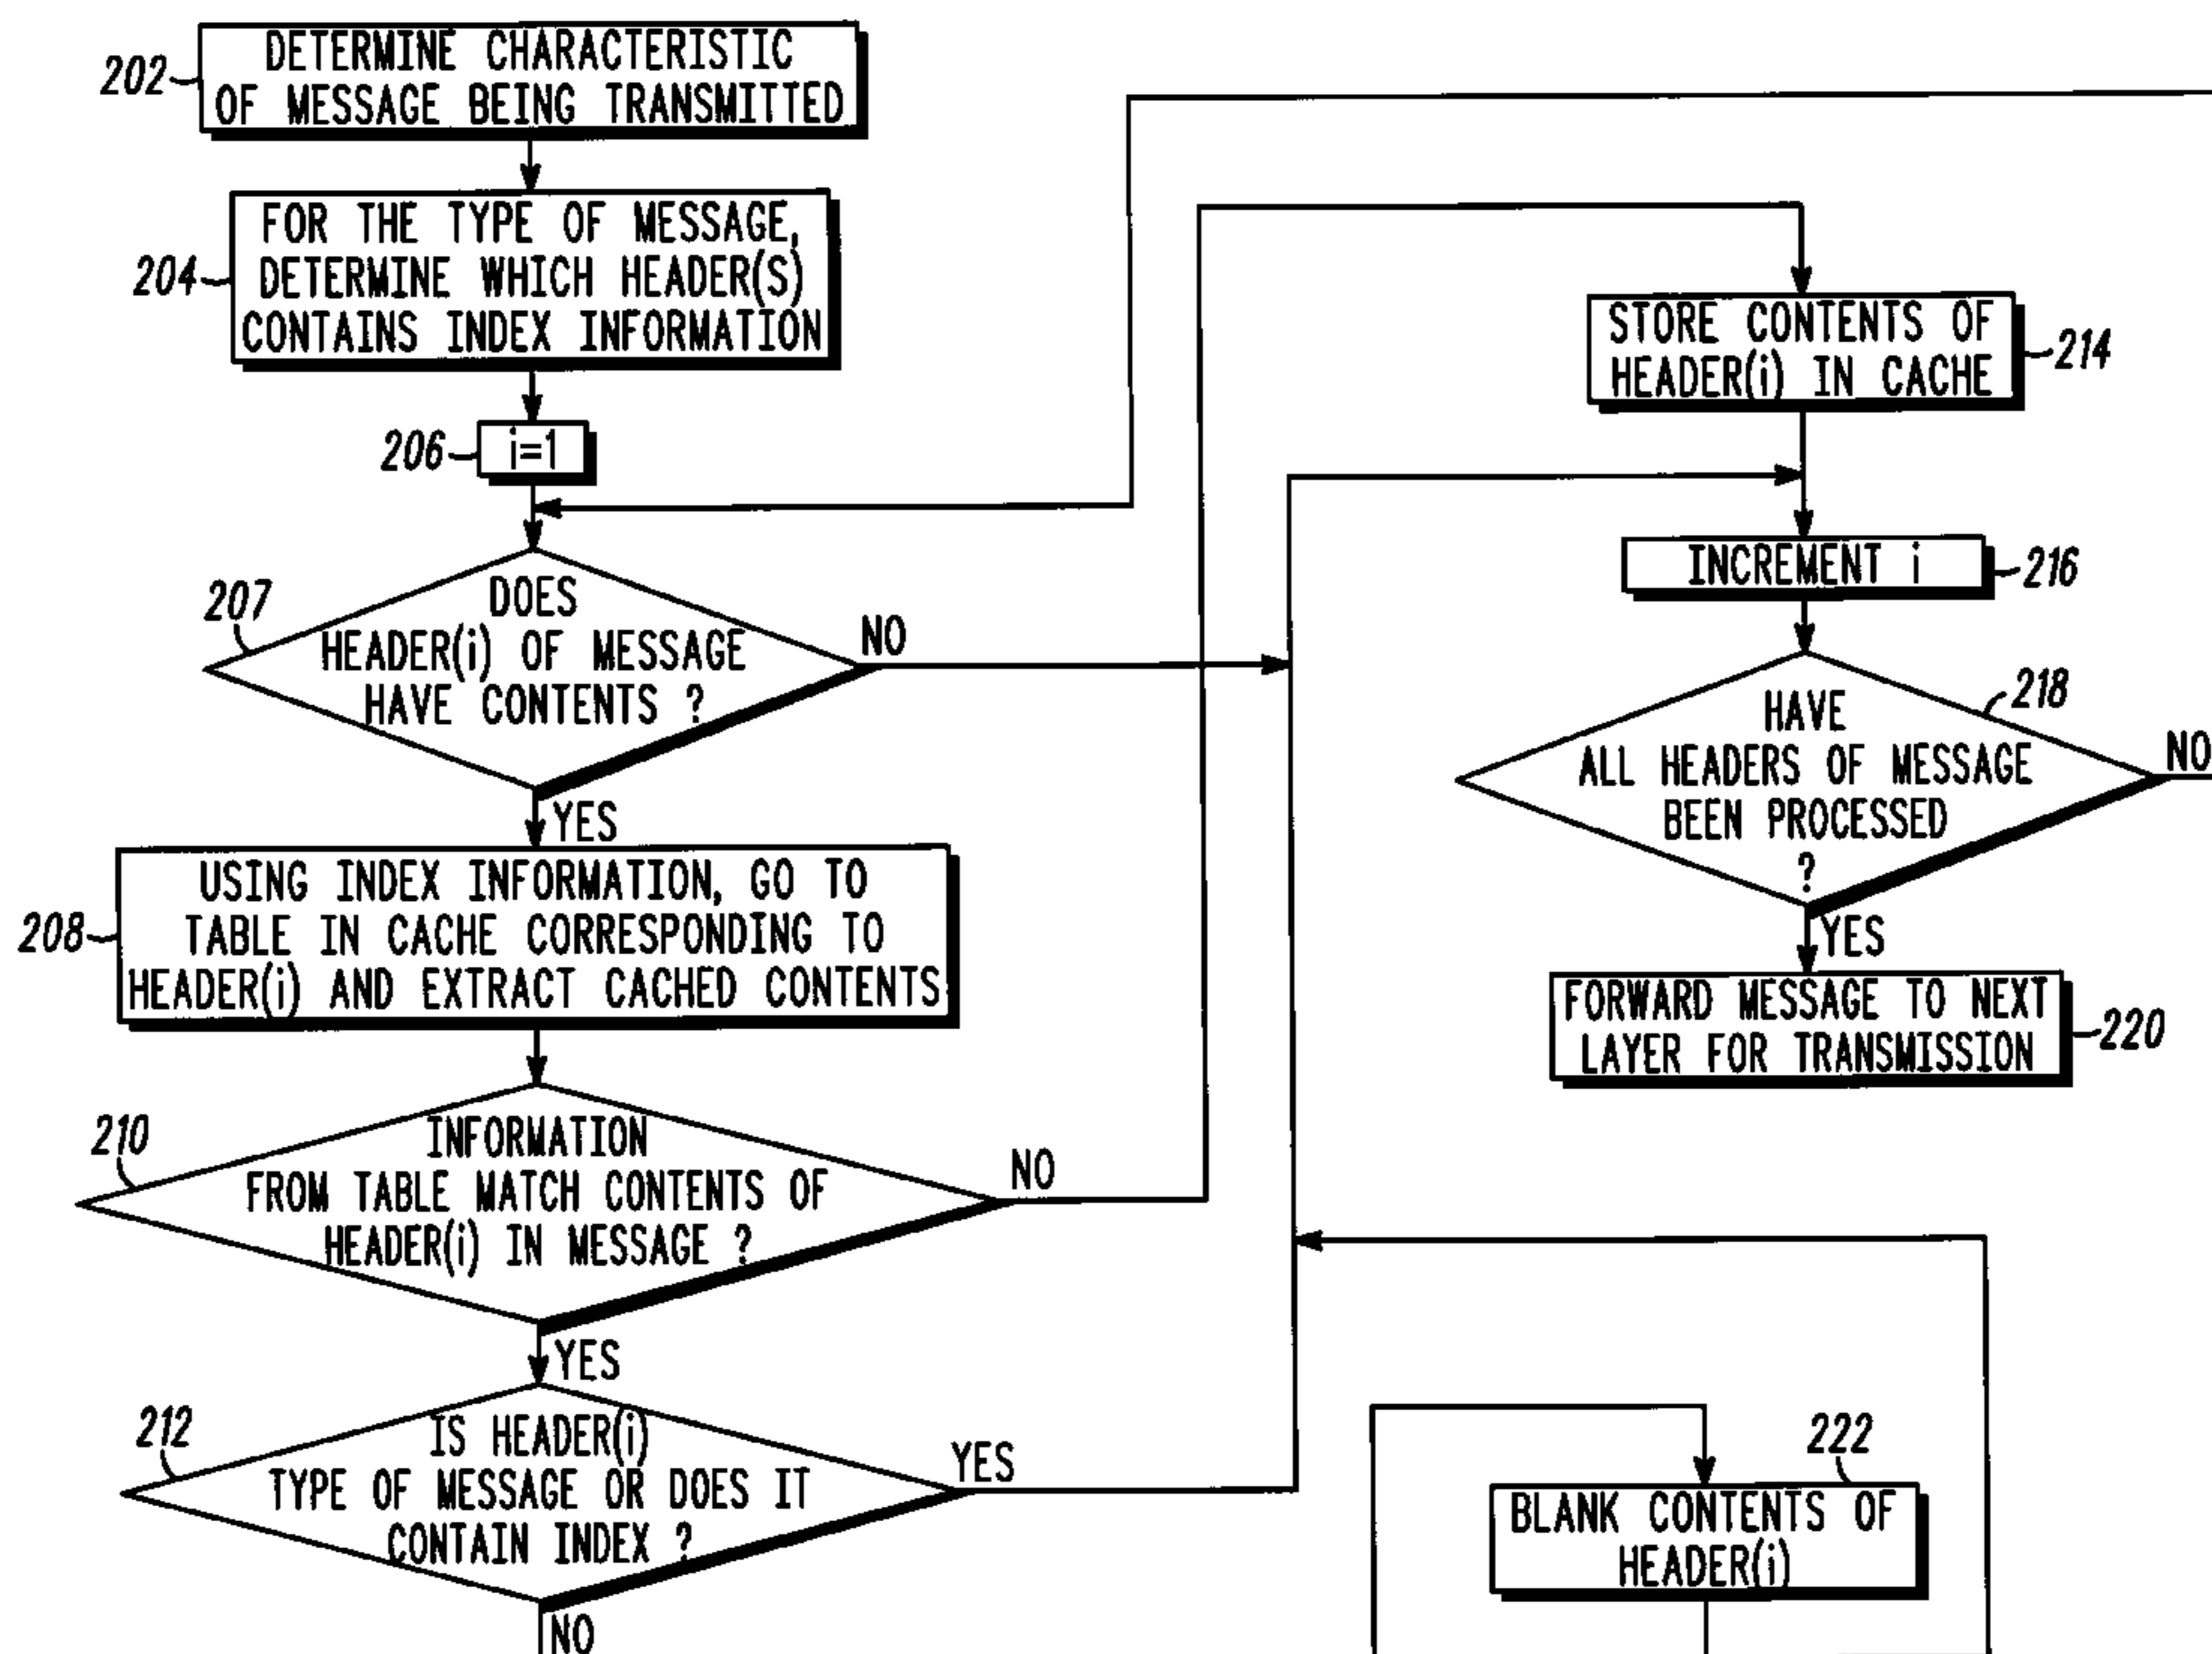 202
DETERMINE CHARACTERISTIC
OF MESSAGE BEING TRANSMITTED
204
FOR THE TYPE OF MESSAGE,
DETERMINE WHICH HEADER(S)
CONTAINS INDEX INFORMATION
206
i=1
207
DOES
HEADER(i) OF MESSAGE
HAVE CONTENTS ?
NO
YES
208
USING INDEX INFORMATION, GO TO
TABLE IN CACHE CORRESPONDING TO
HEADER(i) AND EXTRACT CACHED CONTENTS
210
INFORMATION
FROM TABLE MATCH CONTENTS OF
HEADER(i) IN MESSAGE ?
NO
YES
212
IS HEADER(i)
TYPE OF MESSAGE OR DOES IT
CONTAIN INDEX ?
YES
NO
STORE CONTENTS OF
HEADER(i) IN CACHE
214
INCREMENT i
216
218
HAVE
ALL HEADERS OF MESSAGE
BEEN PROCESSED
?
NO
YES
FORWARD MESSAGE TO NEXT
LAYER FOR TRANSMISSION
220
222
BLANK CONTENTS OF
HEADER(i)